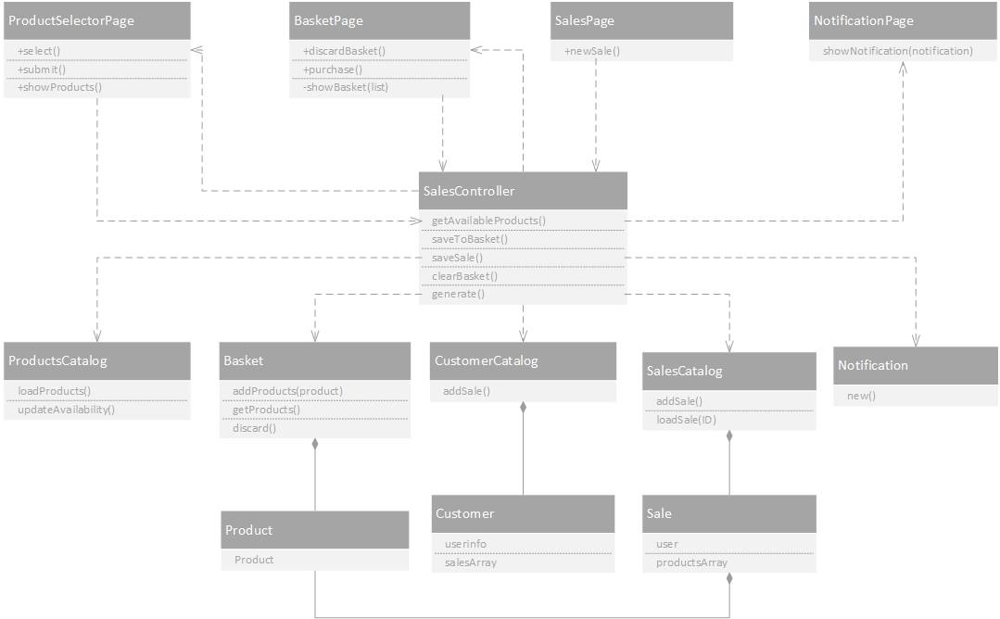 ProductSelectorPage
+select()
+submit()
+showProducts()
BasketPage
+discardBasket()
+purchase()
-showBasket(list)
SalesPage
+newSale()
NotificationPage
showNotification(notification)
SalesController
getAvailableProducts()
saveToBasket()
saveSale()
clearBasket()
generate()
ProductsCatalog
loadProducts()
updateAvailability()
Basket
addProducts(product)
getProducts()
discard()
CustomerCatalog
addSale()
SalesCatalog
addSale()
loadSale(ID)
Notification
new()
Product
Product
Customer
userinfo
salesArray
Sale
user
productsArray